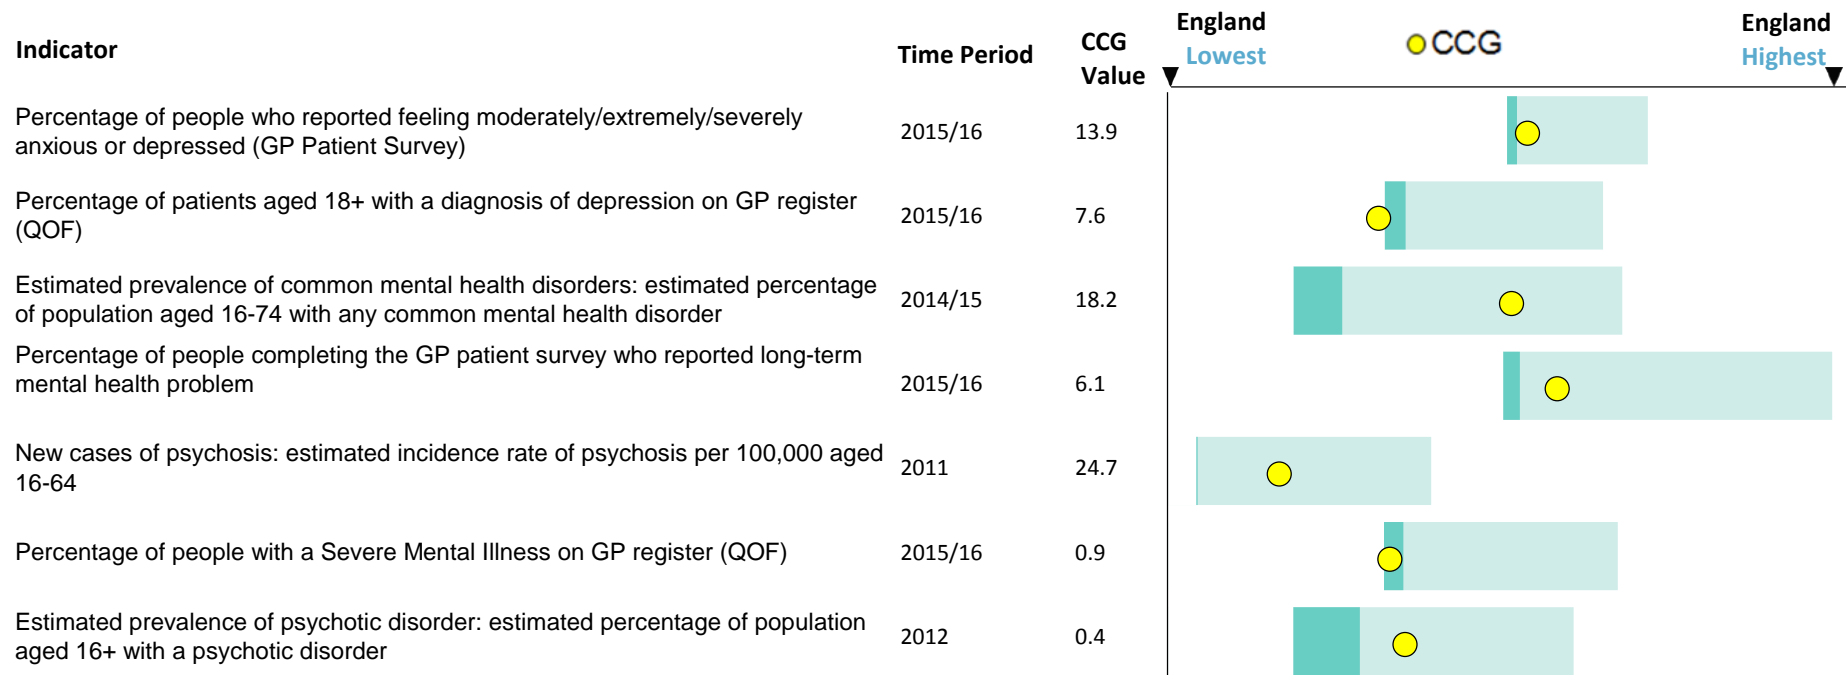 Indicator
Time Period
CCG
Value
England
Lowest
CCG
England
Highest
Percentage of people who reported feeling moderately/extremely/severely
anxious or depressed (GP Patient Survey)
2015/16
13.9
Percentage of patients aged 18+ with a diagnosis of depression on GP register
(QOF)
2015/16
7.6
Estimated prevalence of common mental health disorders: estimated percentage
of population aged 16-74 with any common mental health disorder
2014/15
18.2
Percentage of people completing the GP patient survey who reported long-term
mental health problem
2015/16
6.1
New cases of psychosis: estimated incidence rate of psychosis per 100,000 aged
16-64
2011
24.7
Percentage of people with a Severe Mental Illness on GP register (QOF)
2015/16
0.9
Estimated prevalence of psychotic disorder: estimated percentage of population
aged 16+ with a psychotic disorder
2012
0.4